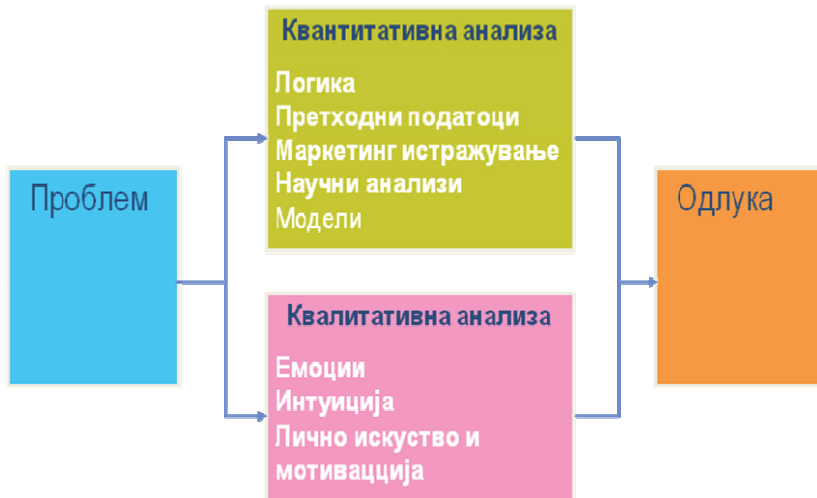 Проблем
Квантитативна анализа
Логика
Претходни податоци
Маркетинг истражување
Научни анализи
Модели
Квалитативна анализа
Емоции
Интуиција
Лично искуство и
мотивацција
Одлука